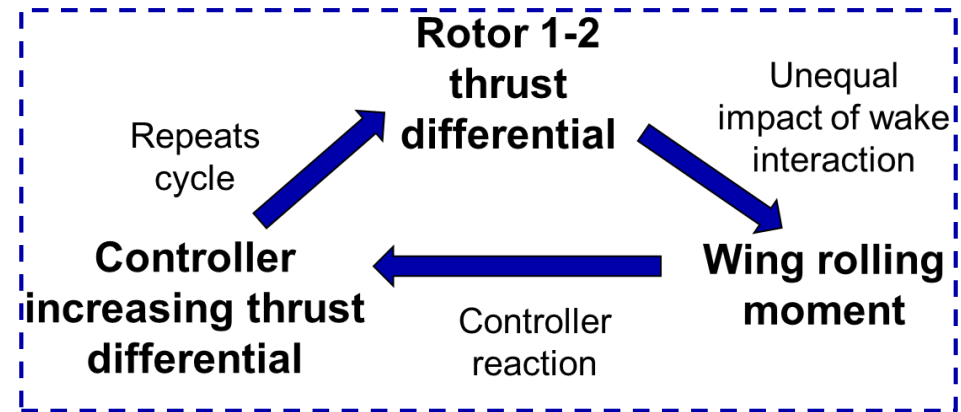 Rotor 1-2
thrust
differential
Unequal
impact of wake
interaction
Repeats
cycle
Wing rolling
moment
Controller
increasing thrust
differential
Controller
reaction